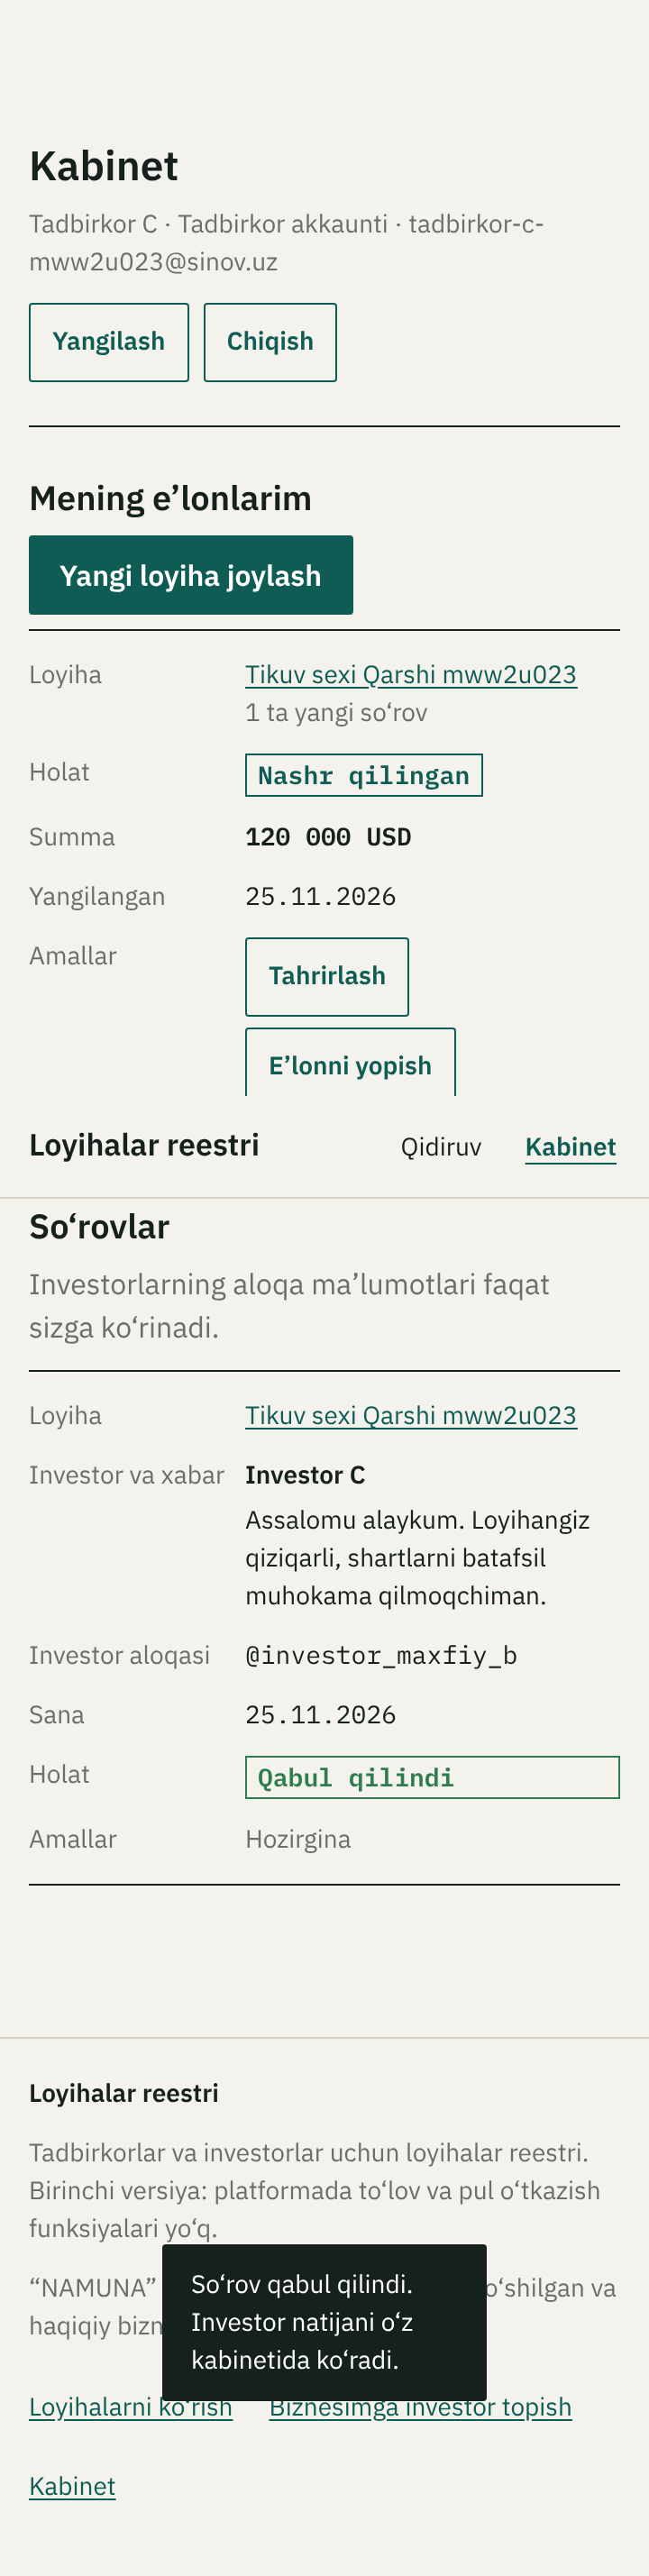 Kabinet
Tadbirkor C · Tadbirkor akkaunti · tadbirkor-c-
mww2u023@sinov.uz
Yangilash
Chiqish
Mening e’lonlarim
Yangi loyiha joylash
Loyiha
Tikuv sexi Qarshi mww2u023
1 ta yangi so‘rov
Holat
Nashr qilingan
Summa
120 000 USD
Yangilangan
25.11.2026
Amallar
Tahrirlash
E’lonni yopish
Loyihalar reestri
Qidiruv
Kabinet
So‘rovlar
Investorlarning aloqa ma’lumotlari faqat
sizga ko‘rinadi.
Loyiha
Tikuv sexi Qarshi mww2u023
Investor va xabar
Investor C
Assalomu alaykum. Loyihangiz
qiziqarli, shartlarni batafsil
muhokama qilmoqchiman.
Investor aloqasi
@investor_maxfiy_b
Sana
25.11.2026
Holat
Qabul qilindi
Amallar
Hozirgina
Loyihalar reestri
Tadbirkorlar va investorlar uchun loyihalar reestri.
Birinchi versiya: platformada to‘lov va pul o‘tkazish
funksiyalari yo‘q.
“NAMUNA” o‘shilgan va
haqiqiy bizn
So‘rov qabul qilindi.
Investor natijani o‘z
kabinetida ko‘radi.
Loyihalarni ko‘rish
Biznesimga investor topish
Kabinet